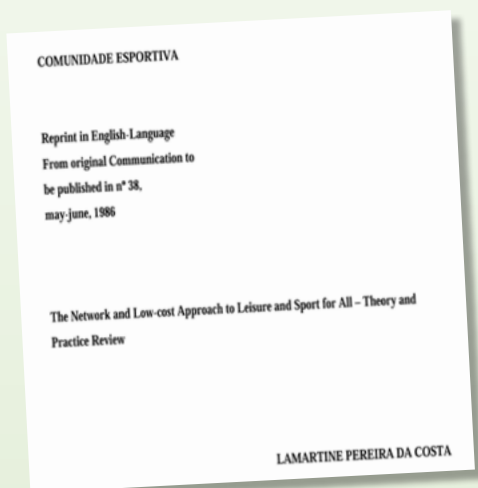 COMUNIDADE ESPORTIVA
Reprint in English-Language
From original Communication to
be published in nº 38,
may-june, 1986
The Network and Low-cost Approach to Leisure and Sport for All – Theory and
Practice Review
LAMARTINE PEREIRA DA COSTA